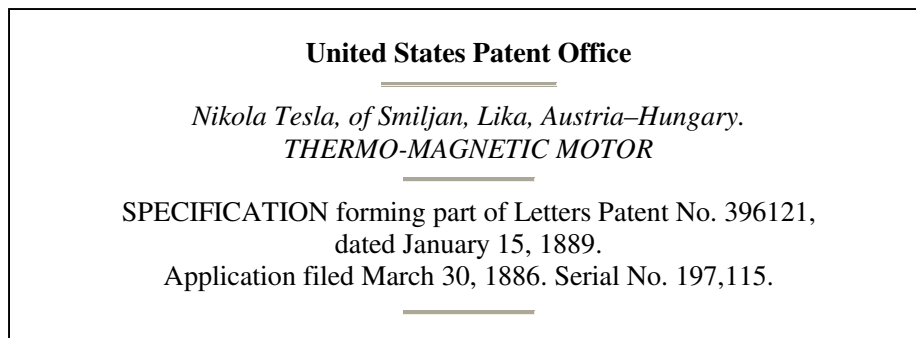 United States Patent Office
Nikola Tesla, of Smiljan, Lika, Austria–Hungary.
THERMO-MAGNETIC MOTOR
SPECIFICATION forming part of Letters Patent No. 396121,
dated January 15, 1889.
Application filed March 30, 1886. Serial No. 197,115.